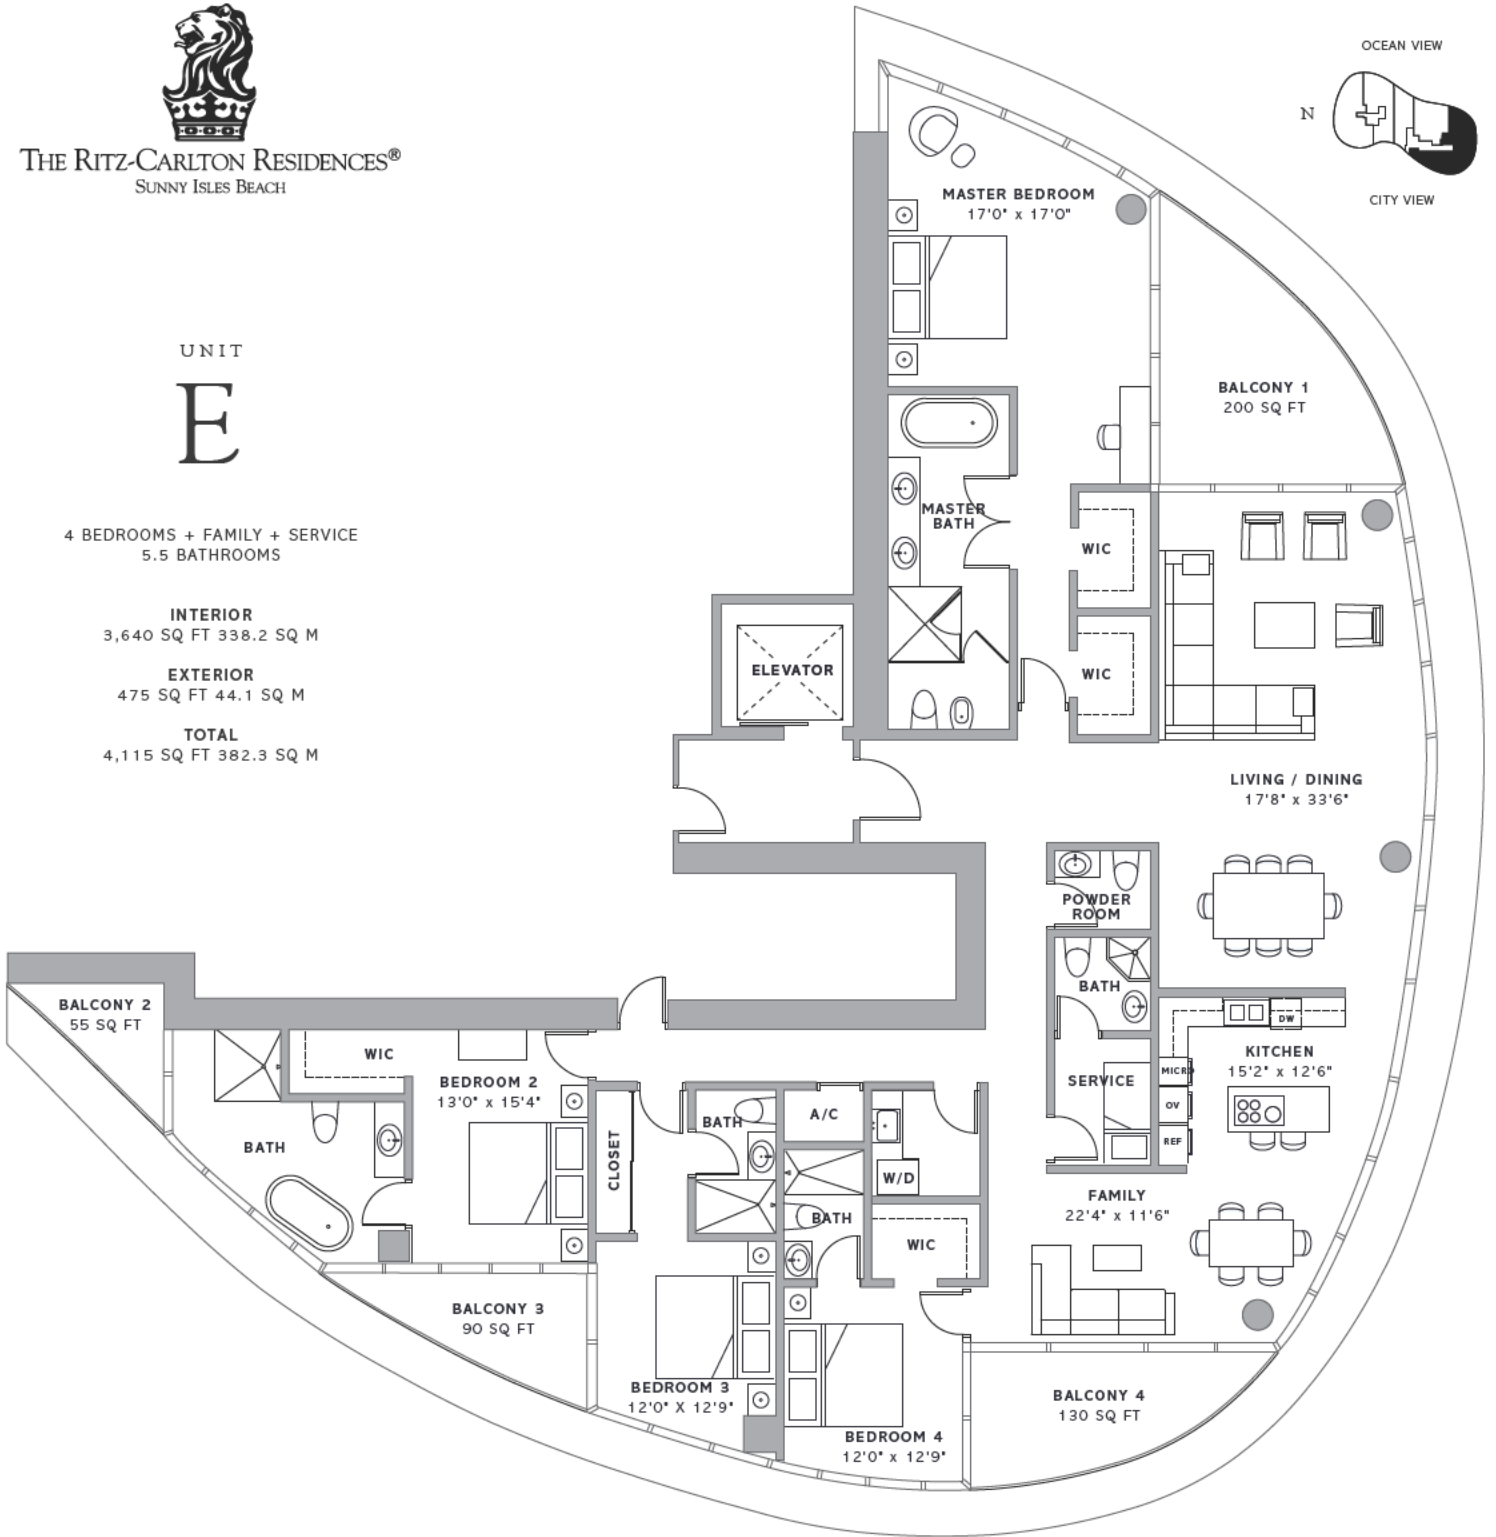 THE RITZ-CARLTON RESIDENCES®
SUNNY ISLES BEACH
OCEAN VIEW
N
CITY VIEW
UNIT
E
4 BEDROOMS + FAMILY + SERVICE
5.5 BATHROOMS
INTERIOR
3,640 SQ FT 338.2 SQ M
EXTERIOR
475 SQ FT 44.1 SQ M
TOTAL
4,115 SQ FT 382.3 SQ M
MASTER BEDROOM
17'0" x 17'0"
BALCONY 1
200 SQ FT
MASTER
BATH
WIC
WIC
ELEVATOR
LIVING / DINING
17'8" x 33'6"
POWDER
ROOM
BATH
DW
KITCHEN
15'2" x 12'6"
MICRO
OV
REF
SERVICE
FAMILY
22'4" x 11'6"
BALCONY 2
55 SQ FT
WIC
BEDROOM 2
13'0" x 15'4"
BATH
CLOSET
BATH
A/C
W/D
BATH
WIC
BALCONY 3
90 SQ FT
BEDROOM 3
12'0" X 12'9"
BEDROOM 4
12'0" x 12'9"
BALCONY 4
130 SQ FT